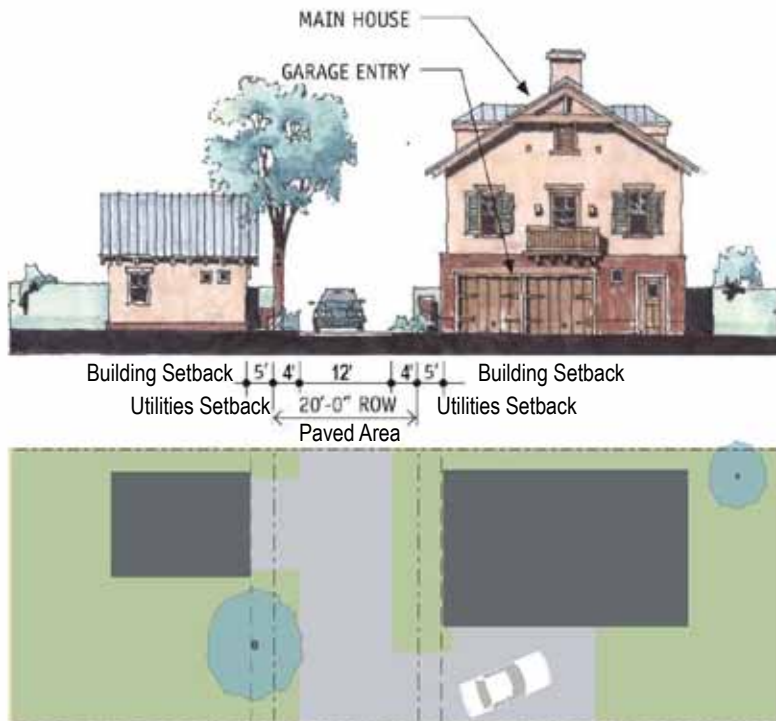 MAIN HOUSE
GARAGE ENTRY
Building Setback 5' 4' 12' 4' 5' Building Setback
Utilities Setback 20'-0" ROW Utilities Setback
Paved Area